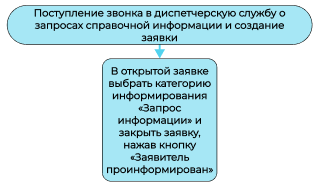 Поступление звонка в диспетчерскую службу о
запросах справочной информации и создание
заявки
В открытой заявке
выбрать категорию
информирования
«Запрос
информации» и
закрыть заявку,
нажав кнопку
«Заявитель
проинформирован»